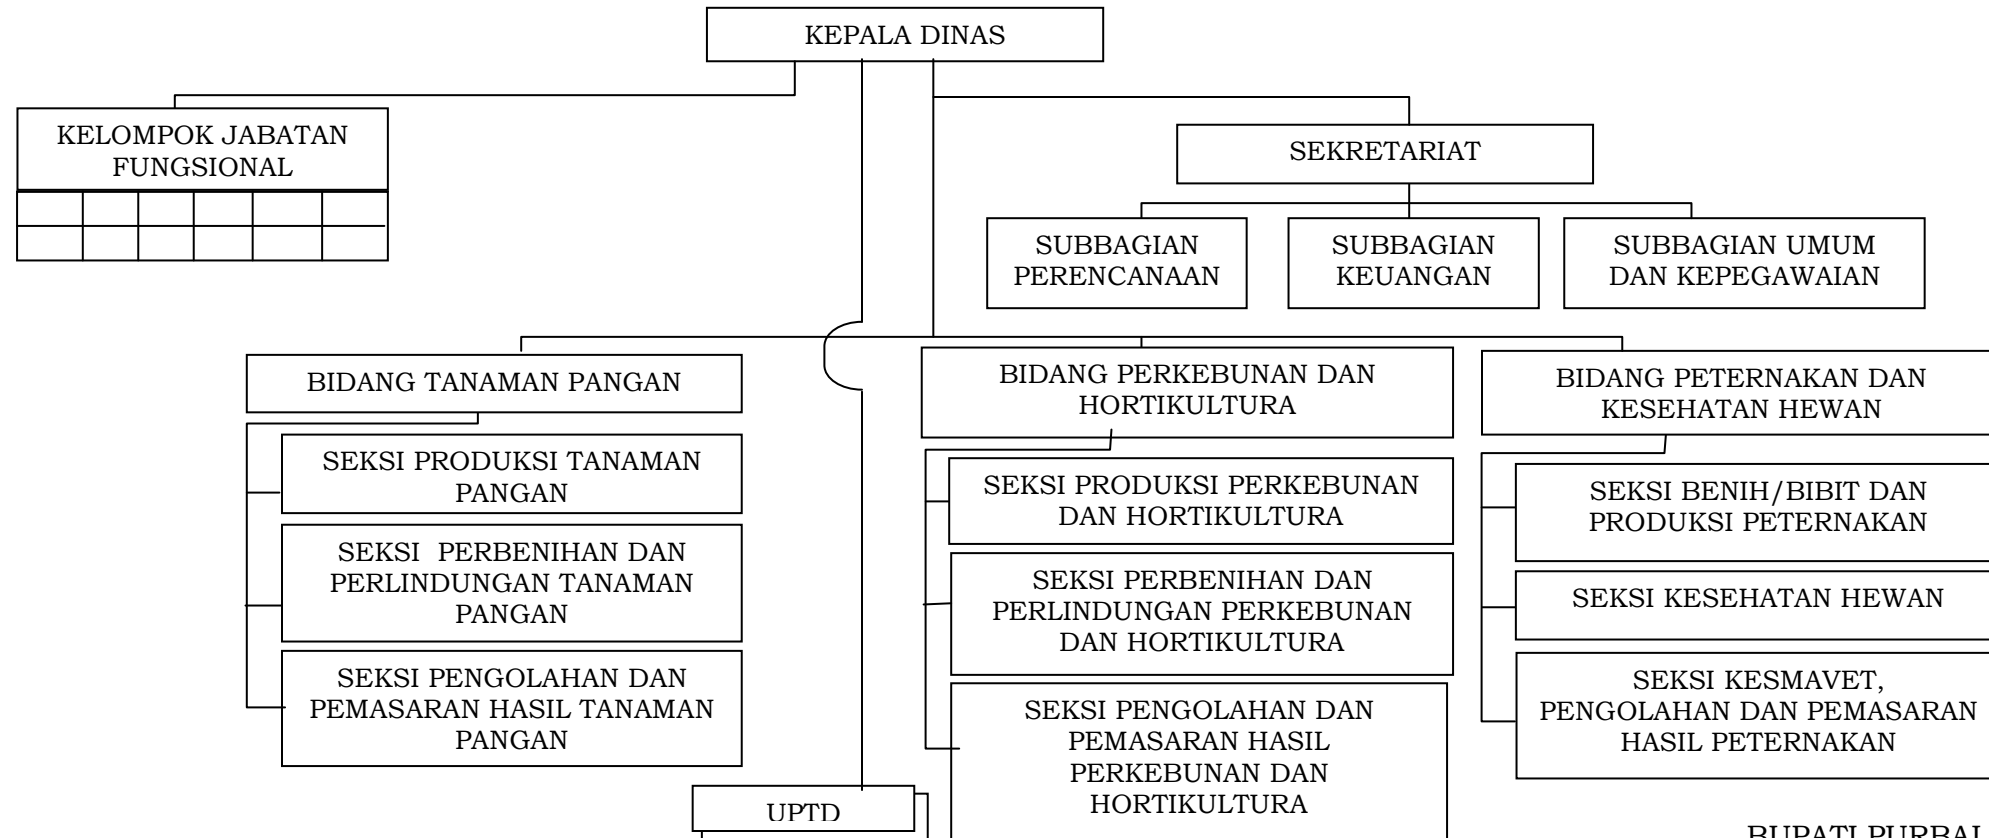 KEPALA DINAS
KELOMPOK JABATAN
FUNGSIONAL
SEKRETARIAT
SUBBAGIAN
PERENCANAAN
SUBBAGIAN
KEUANGAN
SUBBAGIAN UMUM
DAN KEPEGAWAIAN
BIDANG TANAMAN PANGAN
SEKSI PRODUKSI TANAMAN
PANGAN
SEKSI  PERBENIHAN DAN
PERLINDUNGAN TANAMAN
PANGAN
SEKSI PENGOLAHAN DAN
PEMASARAN HASIL TANAMAN
PANGAN
BIDANG PERKEBUNAN DAN
HORTIKULTURA
SEKSI PRODUKSI PERKEBUNAN
DAN HORTIKULTURA
SEKSI PERBENIHAN DAN
PERLINDUNGAN PERKEBUNAN
DAN HORTIKULTURA
SEKSI PENGOLAHAN DAN
PEMASARAN HASIL
PERKEBUNAN DAN
HORTIKULTURA
BIDANG PETERNAKAN DAN
KESEHATAN HEWAN
SEKSI BENIH/BIBIT DAN
PRODUKSI PETERNAKAN
SEKSI KESEHATAN HEWAN
SEKSI KESMAVET,
PENGOLAHAN DAN PEMASARAN
HASIL PETERNAKAN
UPTD
BUPATI